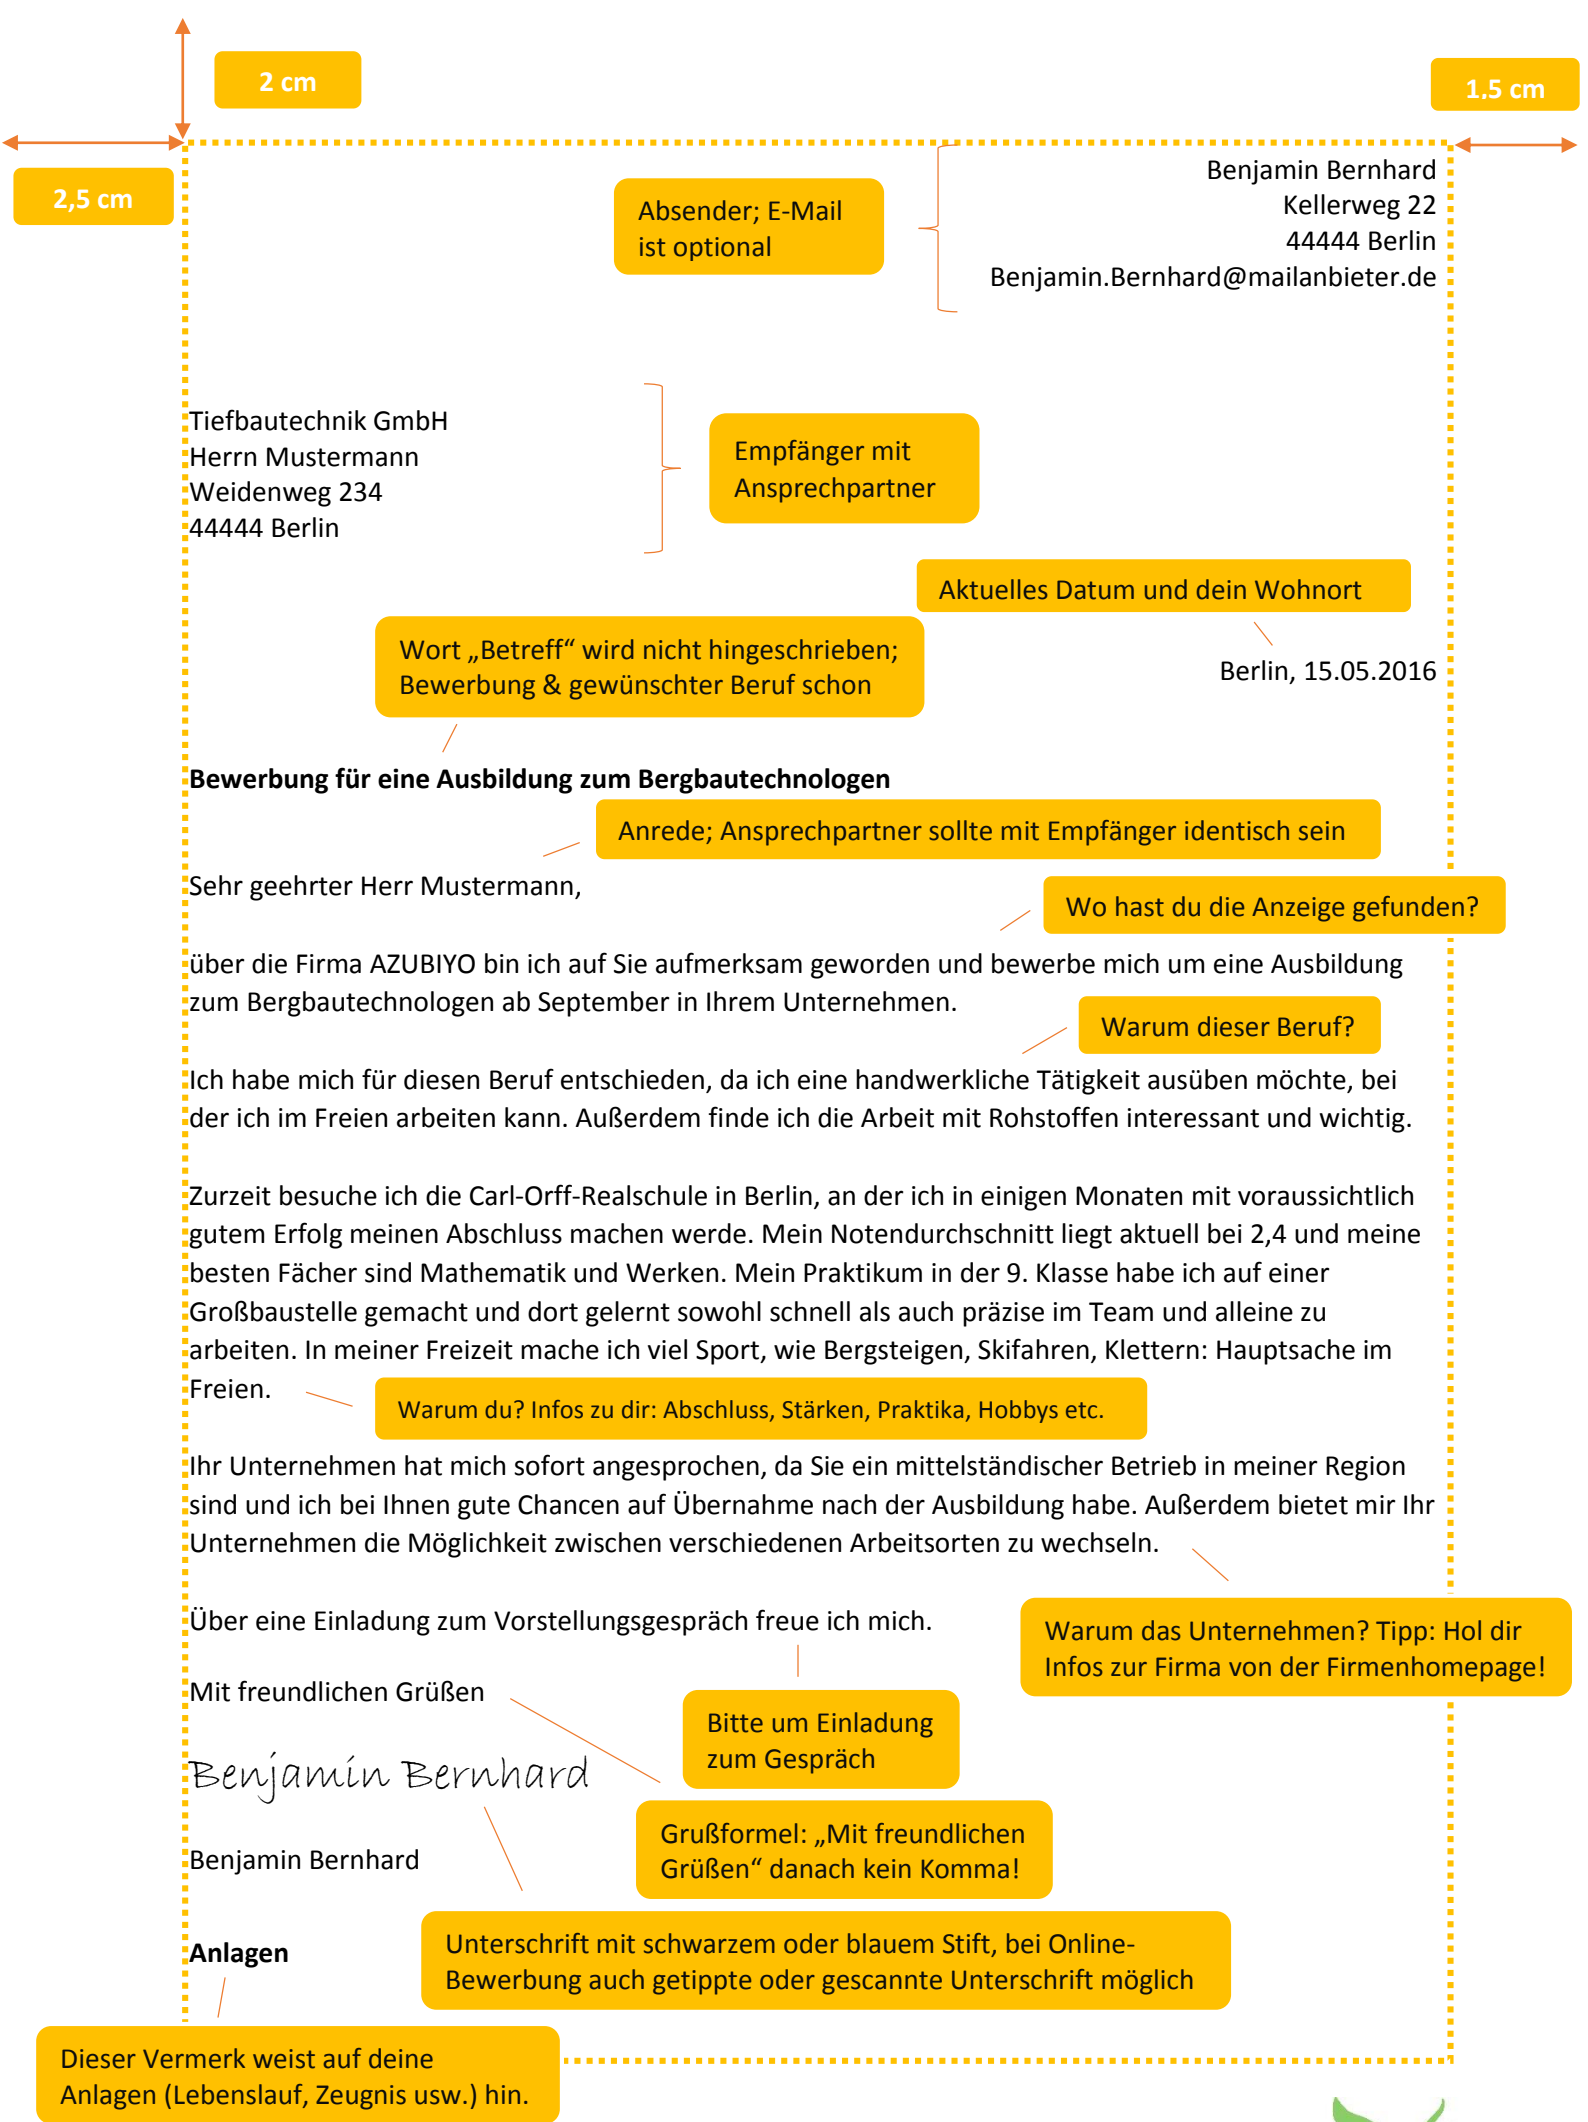 2 cm
1,5 cm
2,5 cm
Absender; E-Mail
ist optional
Benjamin Bernhard
Kellerweg 22
44444 Berlin
Benjamin.Bernhard@mailanbieter.de
Tiefbautechnik GmbH
Herrn Mustermann
Weidenweg 234
44444 Berlin
Empfänger mit
Ansprechpartner
Aktuelles Datum und dein Wohnort
Wort „Betreff“ wird nicht hingeschrieben;
Bewerbung & gewünschter Beruf schon
Berlin, 15.05.2016
Bewerbung für eine Ausbildung zum Bergbautechnologen
Anrede; Ansprechpartner sollte mit Empfänger identisch sein
Sehr geehrter Herr Mustermann,
Wo hast du die Anzeige gefunden?
über die Firma AZUBIYO bin ich auf Sie aufmerksam geworden und bewerbe mich um eine Ausbildung
zum Bergbautechnologen ab September in Ihrem Unternehmen.
Warum dieser Beruf?
Ich habe mich für diesen Beruf entschieden, da ich eine handwerkliche Tätigkeit ausüben möchte, bei
der ich im Freien arbeiten kann. Außerdem finde ich die Arbeit mit Rohstoffen interessant und wichtig.
Zurzeit besuche ich die Carl-Orff-Realschule in Berlin, an der ich in einigen Monaten mit voraussichtlich
gutem Erfolg meinen Abschluss machen werde. Mein Notendurchschnitt liegt aktuell bei 2,4 und meine
besten Fächer sind Mathematik und Werken. Mein Praktikum in der 9. Klasse habe ich auf einer
Großbaustelle gemacht und dort gelernt sowohl schnell als auch präzise im Team und alleine zu
arbeiten. In meiner Freizeit mache ich viel Sport, wie Bergsteigen, Skifahren, Klettern: Hauptsache im
Freien.
Warum du? Infos zu dir: Abschluss, Stärken, Praktika, Hobbys etc.
Ihr Unternehmen hat mich sofort angesprochen, da Sie ein mittelständischer Betrieb in meiner Region
sind und ich bei Ihnen gute Chancen auf Übernahme nach der Ausbildung habe. Außerdem bietet mir Ihr
Unternehmen die Möglichkeit zwischen verschiedenen Arbeitsorten zu wechseln.
Über eine Einladung zum Vorstellungsgespräch freue ich mich.
Warum das Unternehmen? Tipp: Hol dir
Infos zur Firma von der Firmenhomepage!
Mit freundlichen Grüßen
Bitte um Einladung
zum Gespräch
Benjamin Bernhard
Grußformel: „Mit freundlichen
Grüßen“ danach kein Komma!
Benjamin Bernhard
Anlagen
Unterschrift mit schwarzem oder blauem Stift, bei Online-
Bewerbung auch getippte oder gescannte Unterschrift möglich
Dieser Vermerk weist auf deine
Anlagen (Lebenslauf, Zeugnis usw.) hin.